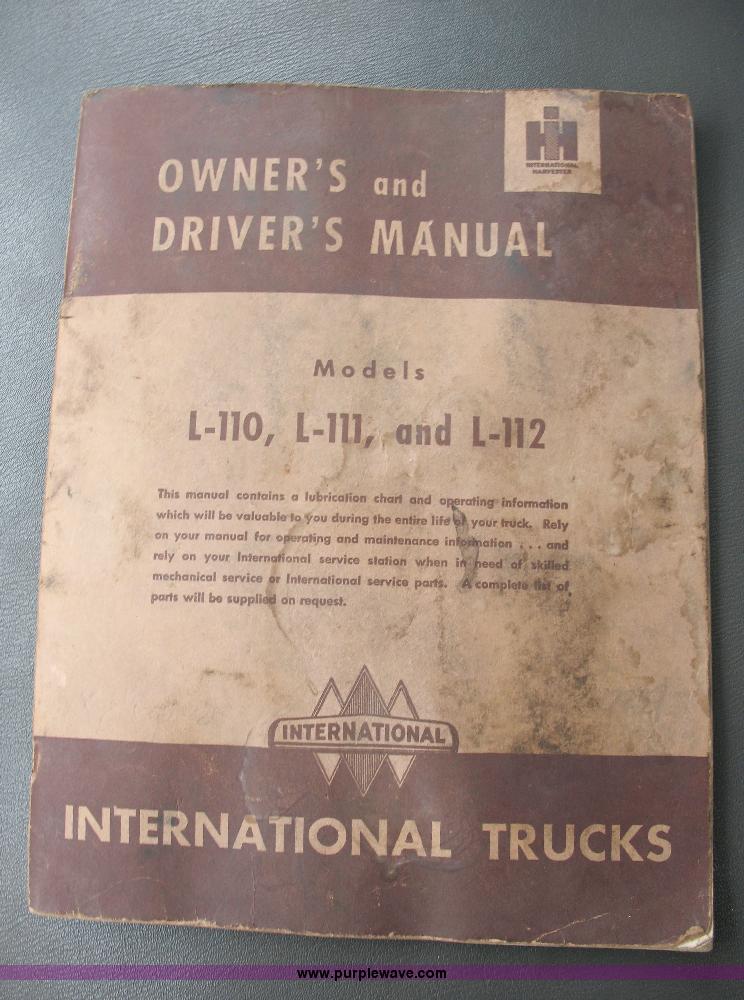 IH
INTERNATIONAL
HARVESTER
OWNER'S and
DRIVER'S MANUAL
Models
L-110, L-111, and L-112
This manual contains a lubrication chart and operating information
which will be valuable to you during the entire life of your truck. Rely
on your manual for operating and maintenance information . . . and
rely on your International service station when in need of skilled
mechanical service or International service parts. A complete list of
parts will be supplied on request.
INTERNATIONAL
INTERNATIONAL TRUCKS
www.purplewave.com